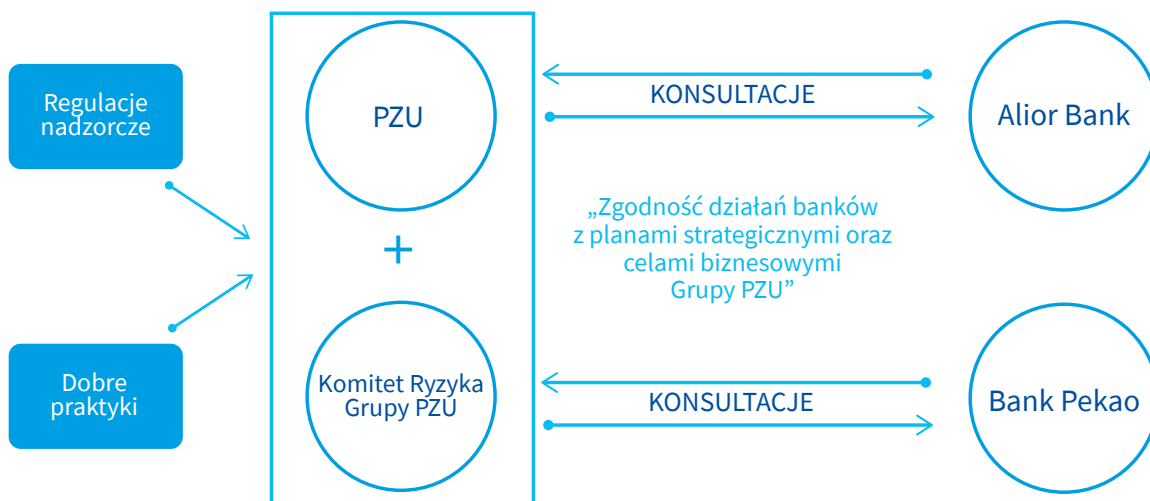 Regulacje
nadzorcze
Dobre
praktyki
PZU
+
Komitet Ryzyka
Grupy PZU
KONSULTACJE
„Zgodność działań banków
z planami strategicznymi oraz
celami biznesowymi
Grupy PZU”
KONSULTACJE
Alior Bank
Bank Pekao